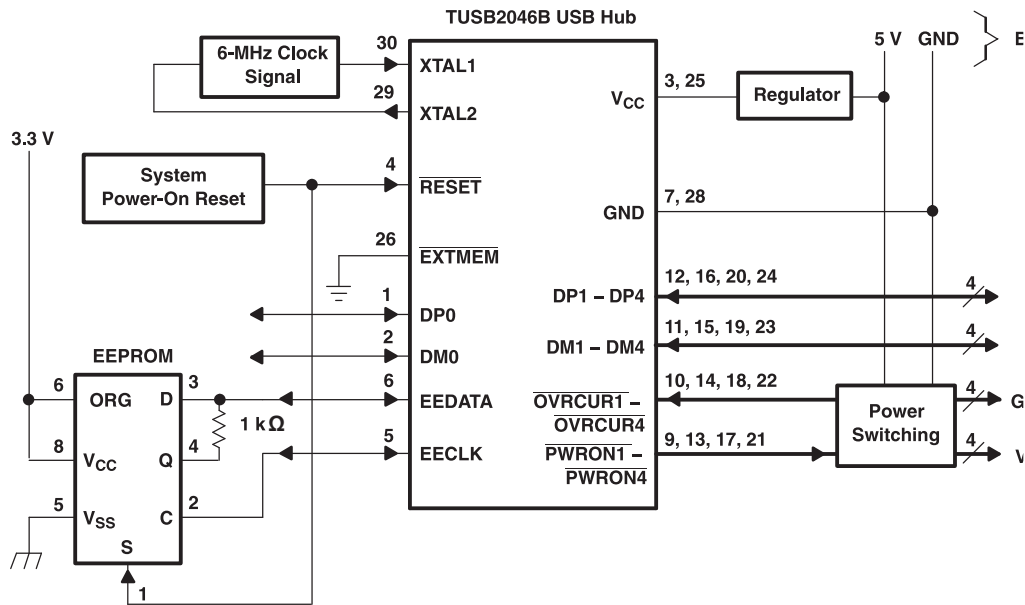 TUSB2046B USB Hub
6-MHz Clock
Signal
30
XTAL1
29
XTAL2
5 V
GND
E
3, 25
VCC
Regulator
3.3 V
System
Power-On Reset
4
RESET
7, 28
GND
26
EXTMEM
12, 16, 20, 24
DP1 – DP4
4
1
DP0
11, 15, 19, 23
DM1 – DM4
4
2
DM0
EEPROM
6
ORG
D
3
6
EEDATA
10, 14, 18, 22
OVRCUR1 –
OVRCUR4
4
G
Power
Switching
1 kΩ
8
VCC
Q
4
5
EECLK
9, 13, 17, 21
PWRON1 –
PWRON4
4
V
5
VSS
C
2
S
1